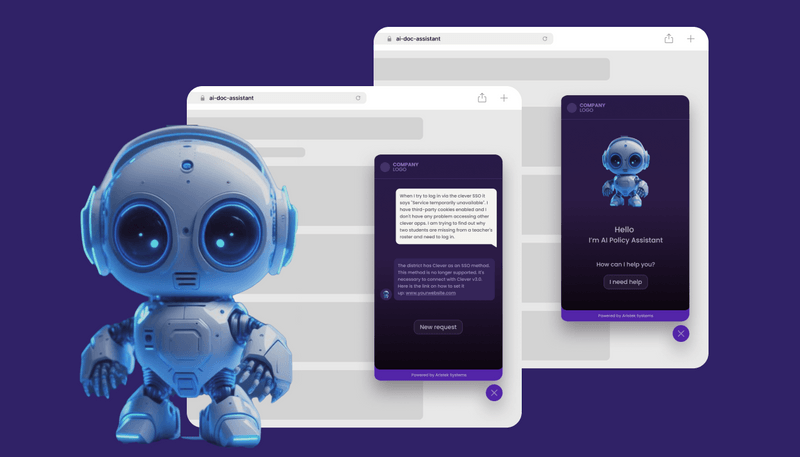 ai-doc-assistant
COMPANY
LOGO
When i try to log in via the clever SSO it
says "Service temporarily unavailable". I
have third-party cookies enabled and I
don't have any problem accessing other
clever apps. I am trying to find out why
two students are missing from a teacher's
roster and need to log in.
The district has Clever as an SSO method.
This method is no longer supported, it's
necessary to connect with Clever v3.0.
Here is the link on how to set it
up: www.yourwebsite.com
New request
Powered by Artelek Systems
ai-doc-assistant
COMPANY
LOGO
Hello
I'm AI Policy Assistant
How can I help you?
I need help
Powered by Artelek Systems